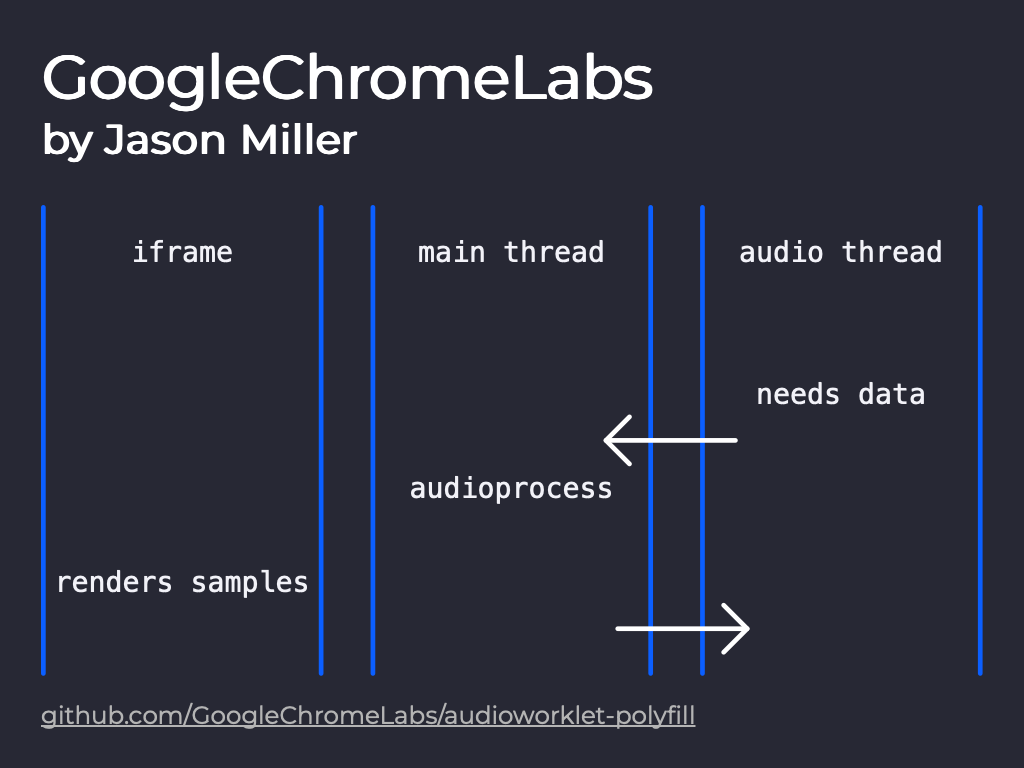 GoogleChromeLabs
by Jason Miller
iframe
main thread
audio thread
needs data
audioprocess
renders samples
github.com/GoogleChromeLabs/audioworklet-polyfill